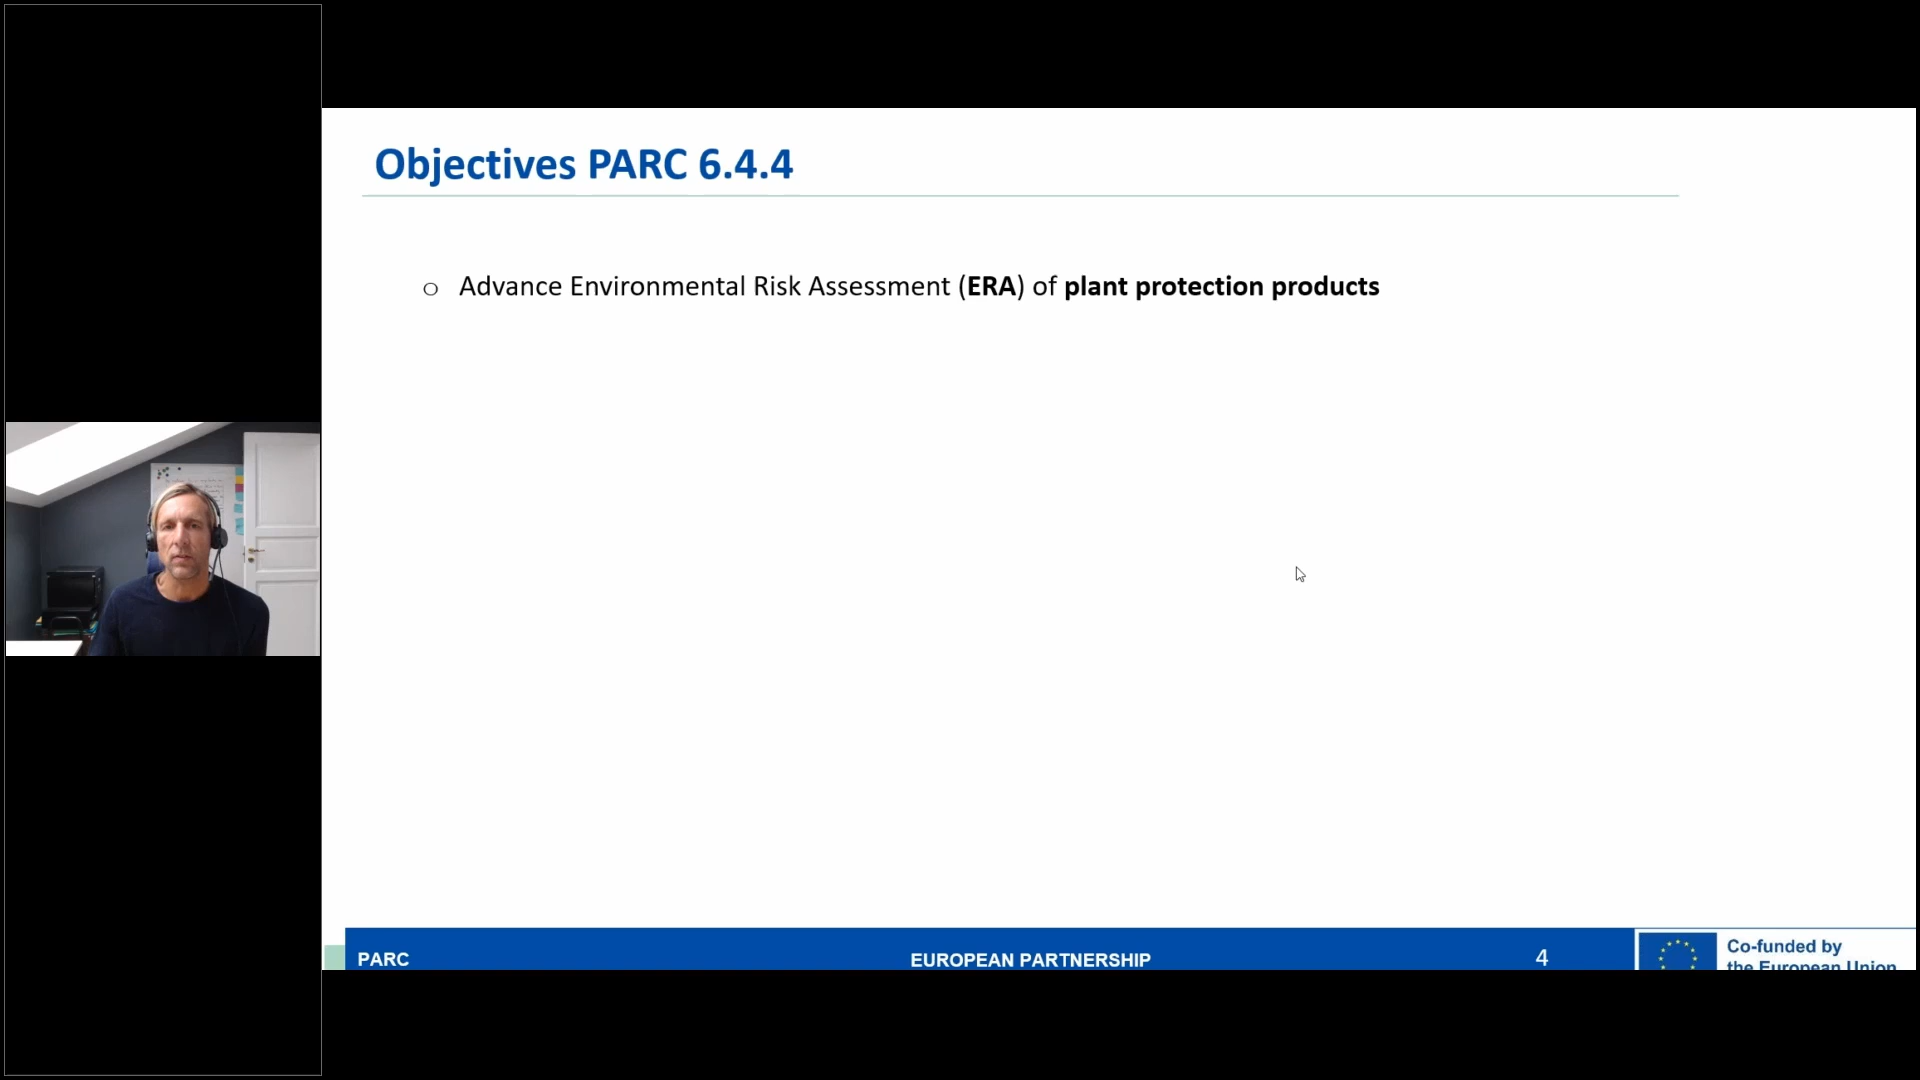 Objectives PARC 6.4.4
o Advance Environmental Risk Assessment (ERA) of plant protection products
PARC
EUROPEAN PARTNERSHIP
4
Co-funded by
the European Union